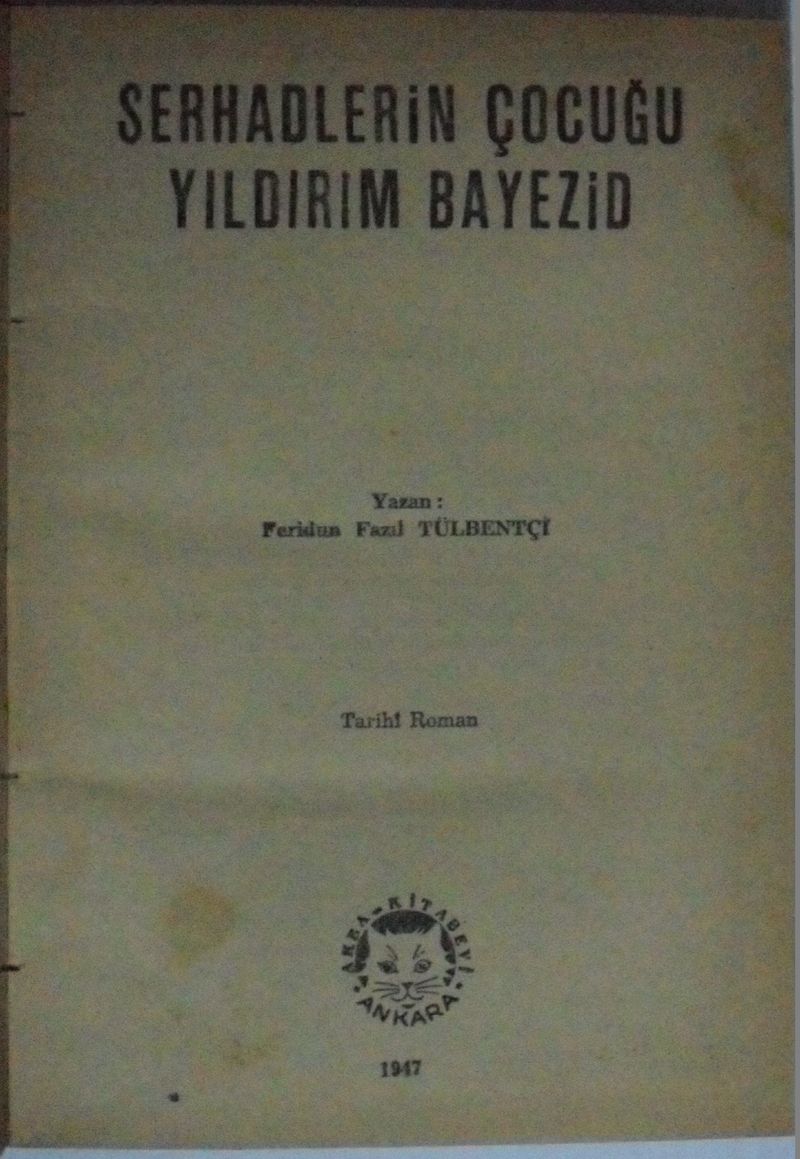 SERHADLERİN ÇOCUĞU
YILDIRIM BAYEZİD
Yazan :
Feridun Fazıl TÜLBENTÇİ
Tarihî Roman
AKBA - KİTABEVİ
ANKARA
1947